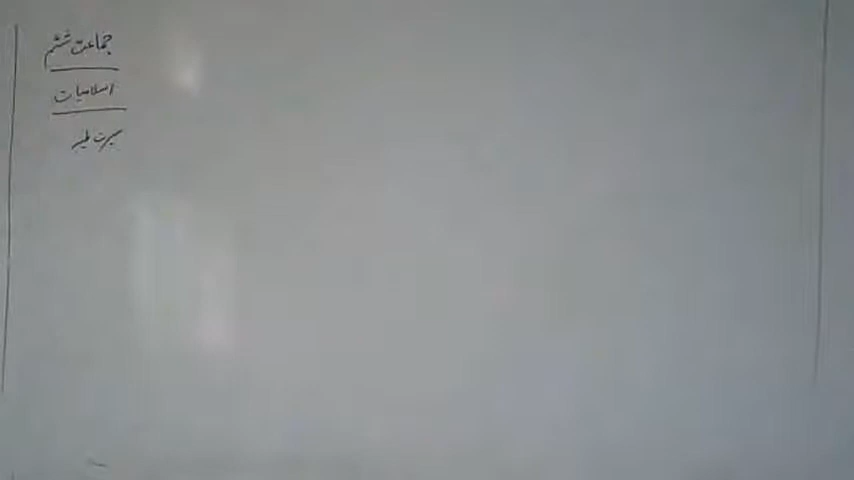 جماعت ششم
اسلامیات
سیرت طیبہ